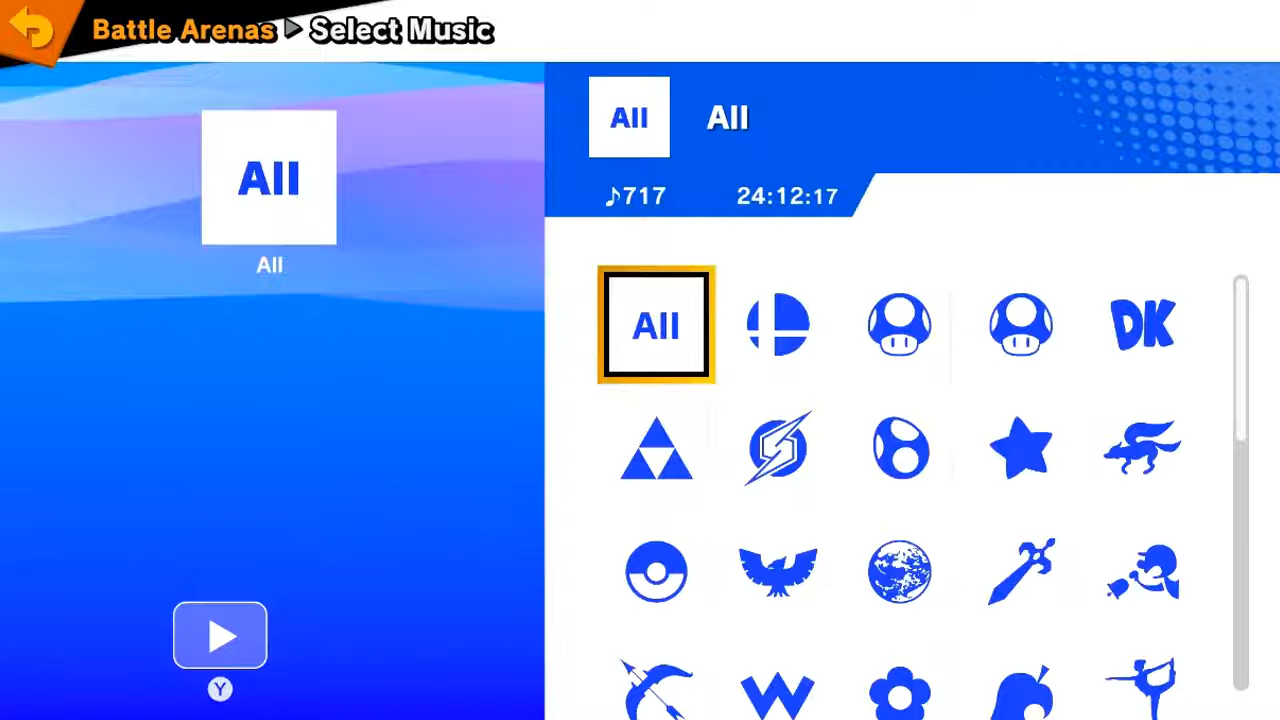 Battle Arenas ▶ Select Music
All
All
Y
All All
♪717 24:12:17
All
DK